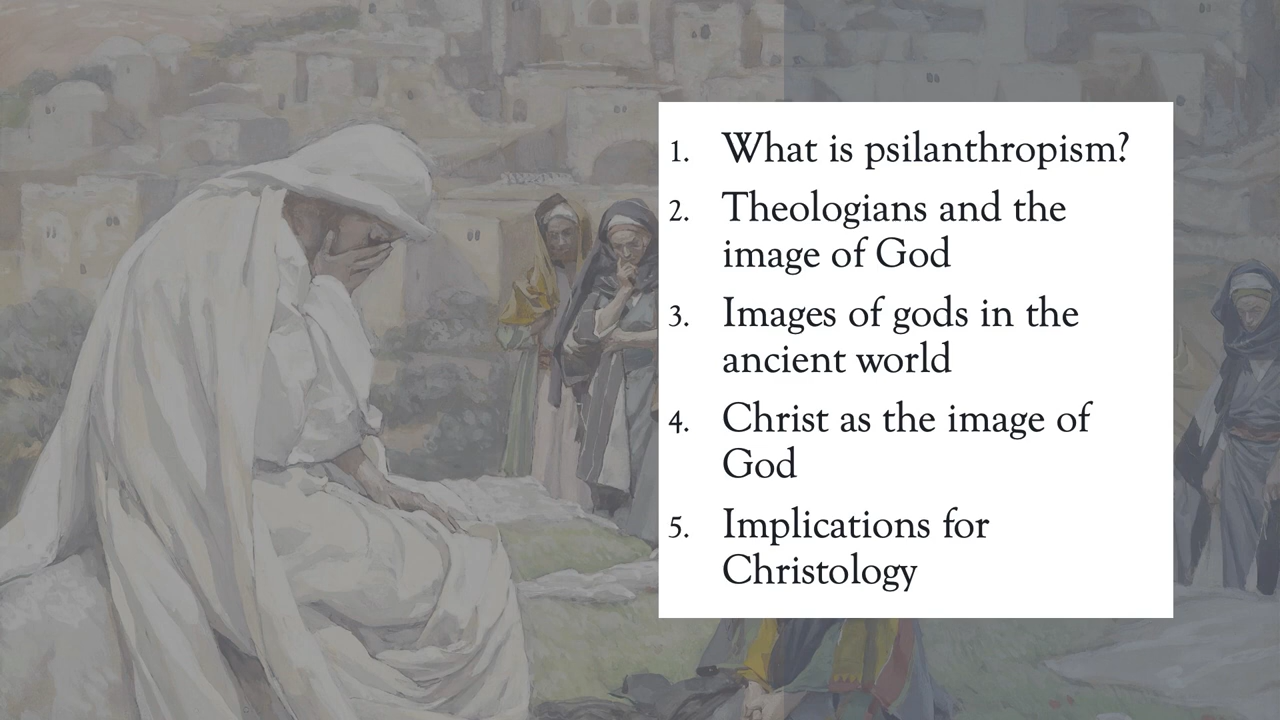 1. What is psilanthropism?
2. Theologians and the
image of God
3. Images of gods in the
ancient world
4. Christ as the image of
God
5. Implications for
Christology